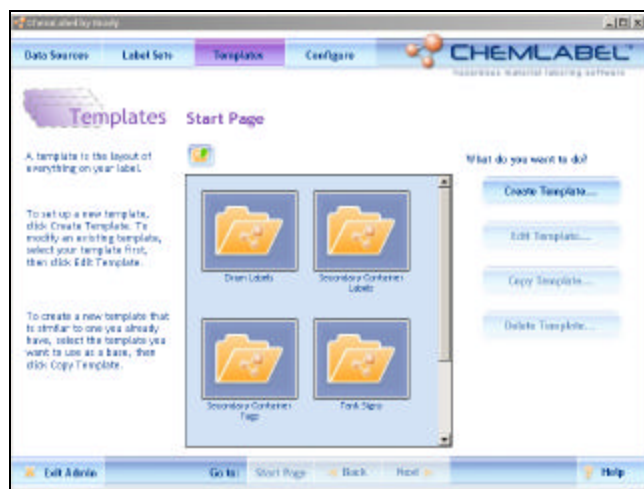 ChemLabel by Brady
Data Sources
Label Sets
Templates
Configure
CHEMLABEL
hazardous material labeling software
Templates
Start Page
A template is the layout of
everything on your label.
What do you want to do?
To set up a new template,
click Create Template. To
modify an existing template,
select your template first,
then click Edit Template.
To create a new template that
is similar to one you already
have, select the template you
want to use as a base, then
click Copy Template.
Drum Labels
Secondary Container
Labels
Secondary Container
Tags
Tank Signs
Create Template...
Edit Template...
Copy Template...
Delete Template...
Exit Admin
Go to:
Start Page
Back
Next
Help